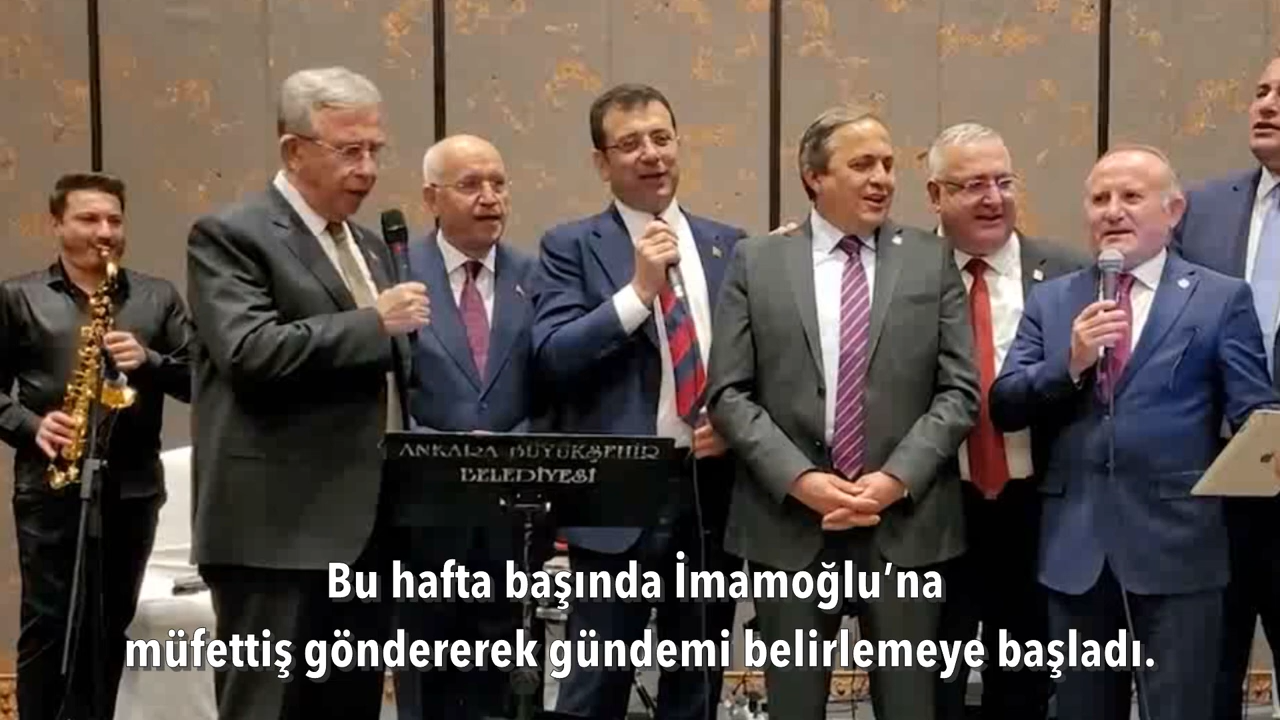 ANKARA BÜYÜKŞEHİR
BELEDİYESİ
Bu hafta başında İmamoğlu’na
müfettiş göndererek gündemi belirlemeye başladı.